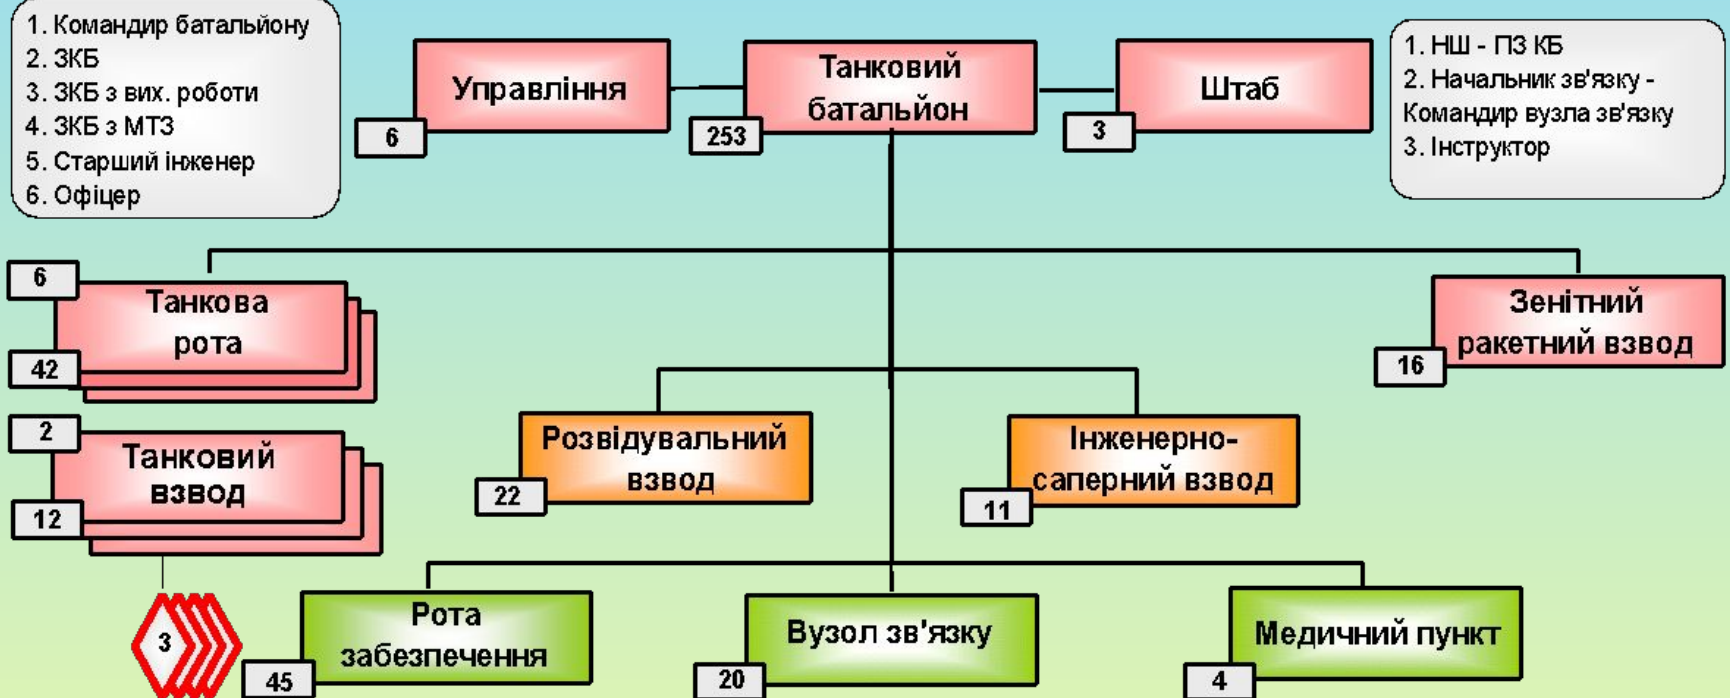 1. Командир батальйону
2. ЗКБ
3. ЗКБ з вих. роботи
4. ЗКБ з МТЗ
5. Старший інженер
6. Офіцер
Управління
6
Танковий
батальйон
253
Штаб
3
1. НШ - ПЗ КБ
2. Начальник зв'язку -
Командир вузла зв'язку
3. Інструктор
6
Танкова
рота
42
Зенітний
ракетний взвод
16
2
Танковий
взвод
12
Розвідувальний
взвод
22
Інженерно-
саперний взвод
11
3
Рота
забезпечення
45
Вузол зв'язку
20
Медичний пункт
4